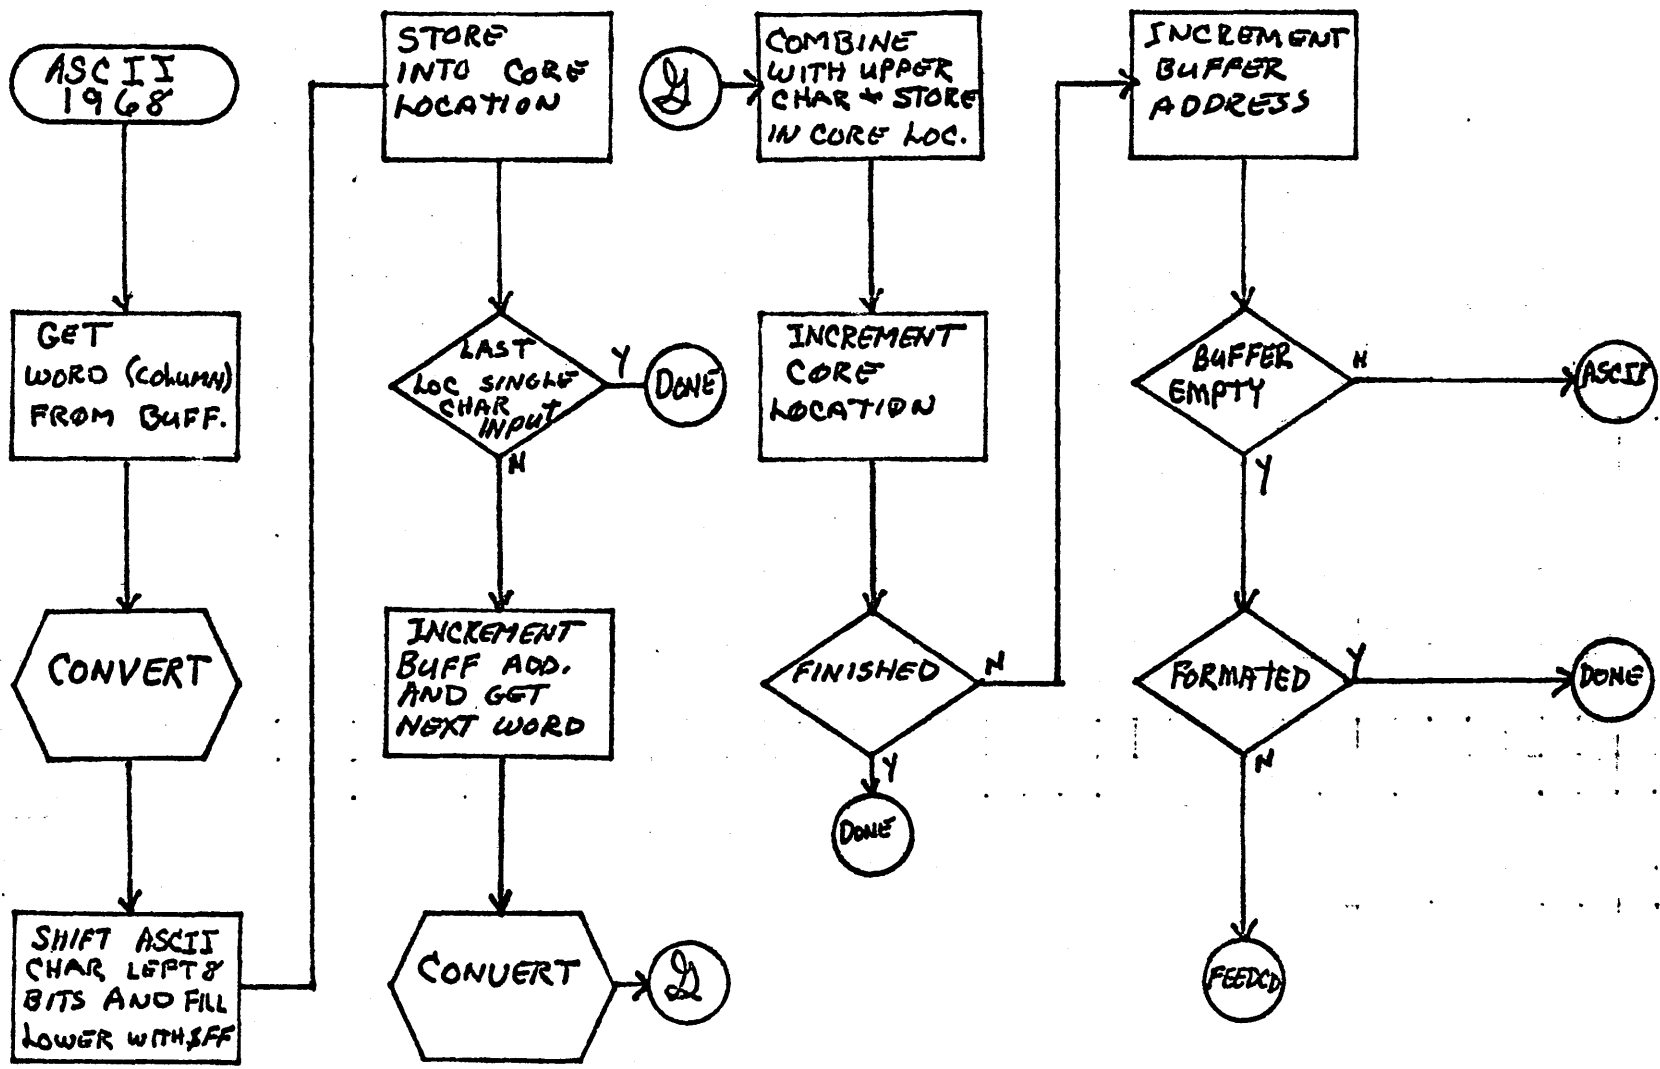 ASCII
1968
GET
WORD (COLUMN)
FROM BUFF.
CONVERT
SHIFT ASCII
CHAR LEFT 8
BITS AND FILL
LOWER WITH $FF
STORE
INTO CORE
LOCATION
LAST
LOC SINGLE
CHAR
INPUT
Y
DONE
N
INCREMENT
BUFF ADD.
AND GET
NEXT WORD
CONVERT
G
G
COMBINE
WITH UPPER
CHAR + STORE
IN CORE LOC.
INCREMENT
CORE
LOCATION
FINISHED
N
Y
DONE
INCREMENT
BUFFER
ADDRESS
BUFFER
EMPTY
N
ASCII
Y
FORMATED
Y
DONE
N
FEEDCD